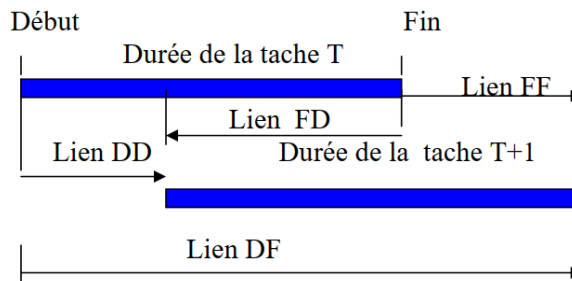 Début
Fin
Durée de la tache T
Lien FF
Lien FD
Lien DD
Durée de la tache T+1
Lien DF